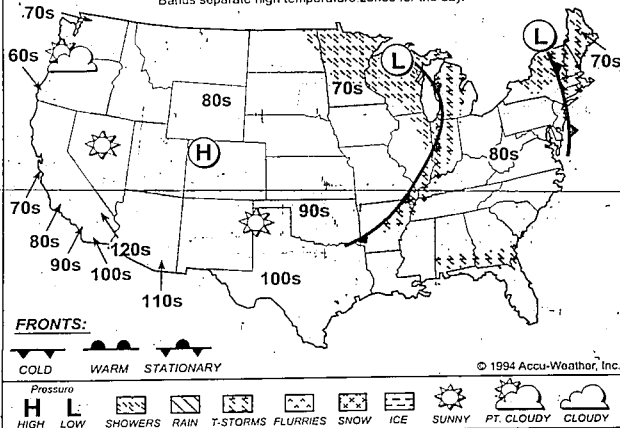 Bands separate high temperature zones for the day.
70s
60s
80s
70s
L
L
70s
H
80s
70s
80s
90s
100s
120s
110s
90s
100s
FRONTS:
COLD WARM STATIONARY
© 1994 Accu-Weather, Inc.
Pressure
H L
HIGH LOW SHOWERS RAIN T-STORMS FLURRIES SNOW ICE SUNNY PT. CLOUDY CLOUDY